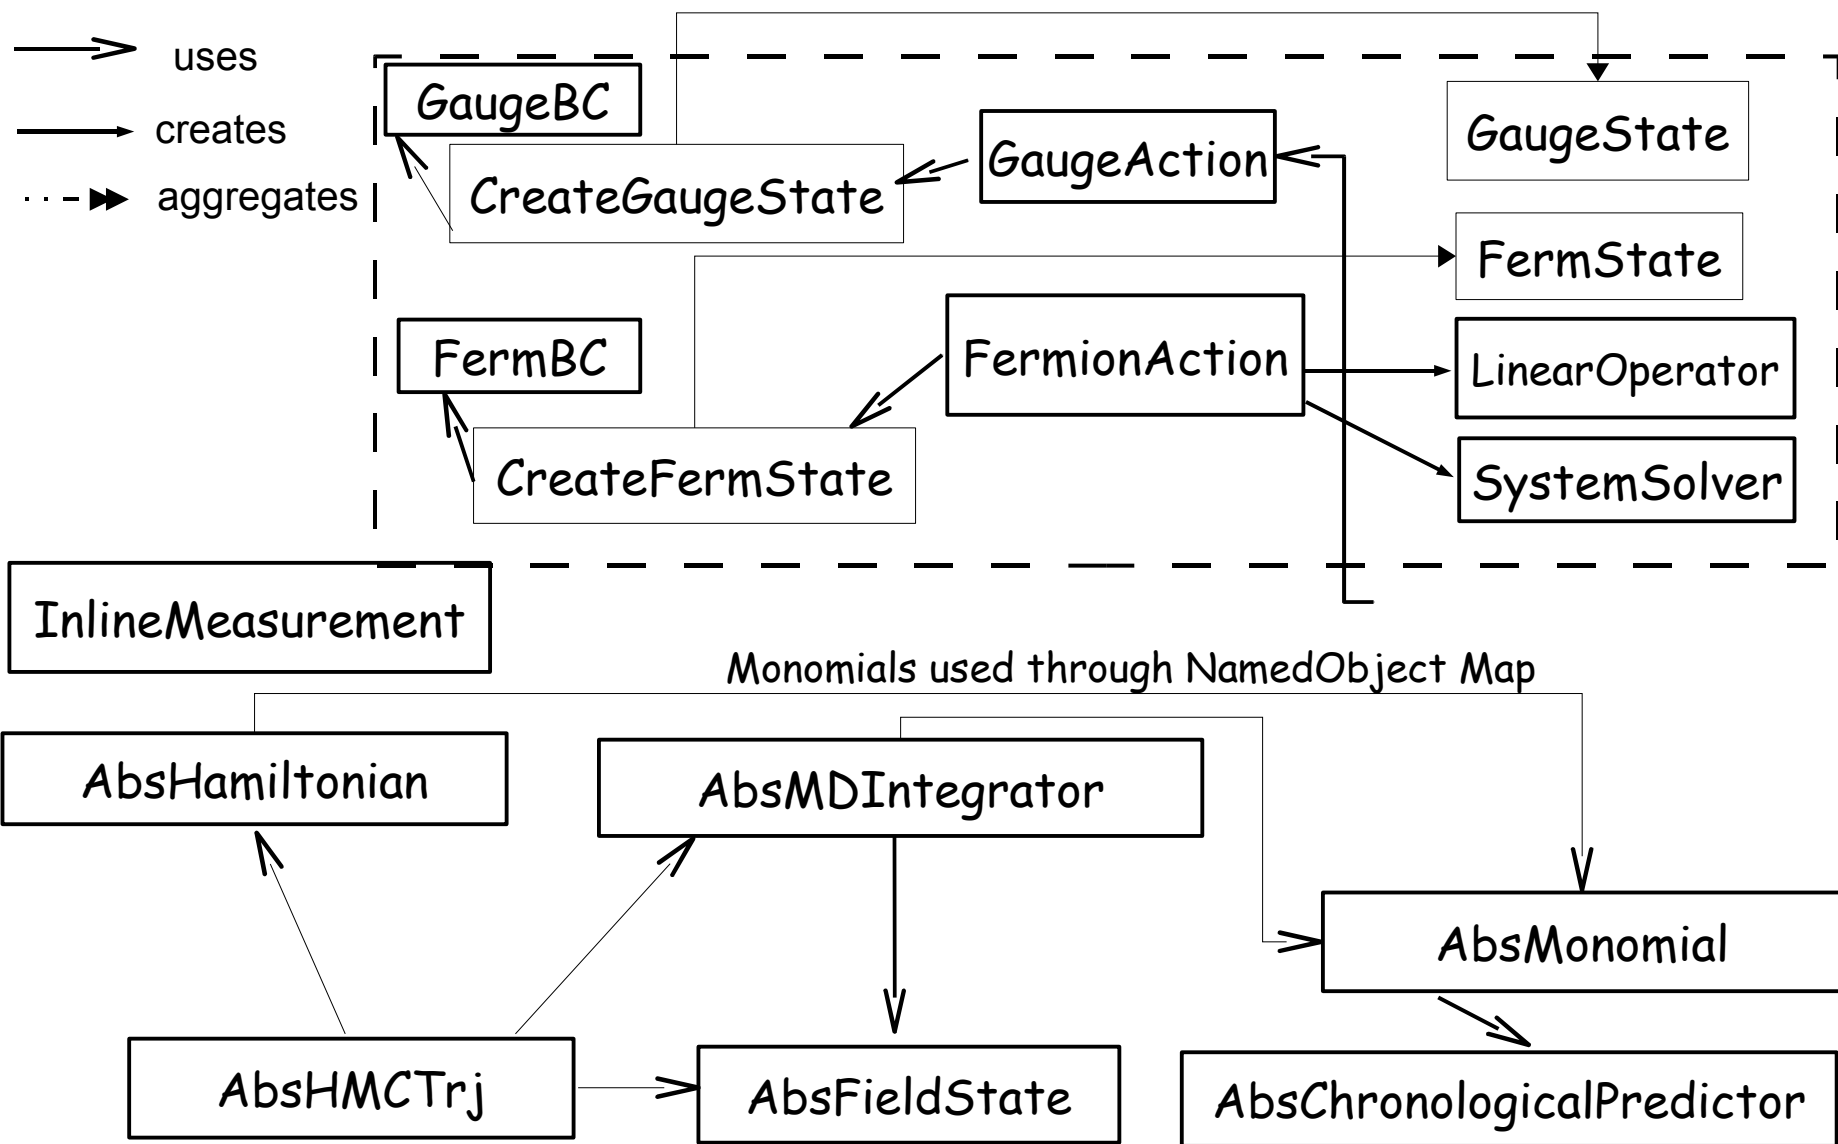 uses
creates
aggregates
GaugeBC
CreateGaugeState
GaugeAction
GaugeState
FermState
FermBC
FermionAction
LinearOperator
CreateFermState
SystemSolver
InlineMeasurement
Monomials used through NamedObject Map
AbsHamiltonian
AbsMDIntegrator
AbsMonomial
AbsHMCTrj
AbsFieldState
AbsChronologicalPredictor